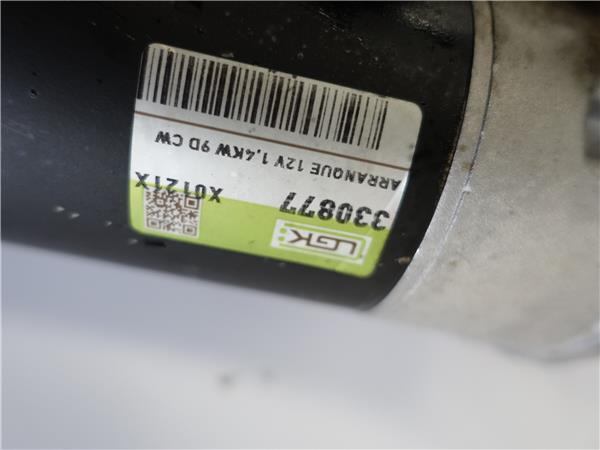 LGK
330877 X0121X
ARRANQUE 12V 1,4KW 9D CW